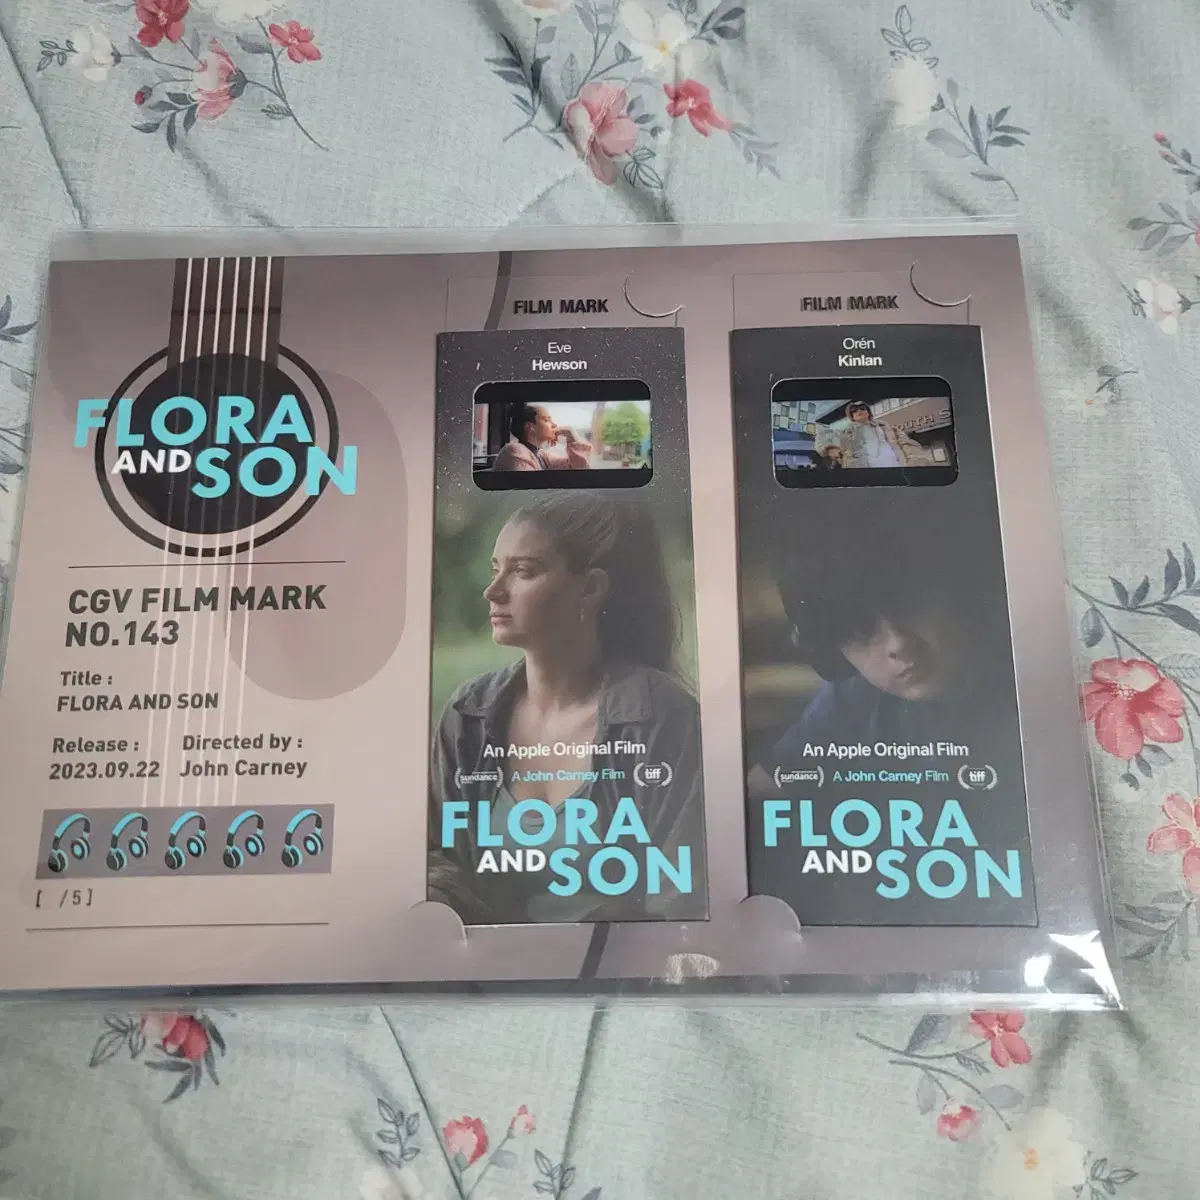 FLORA
AND SON
CGV FILM MARK
NO.143
Title :
FLORA AND SON
Release :
2023.09.22
Directed by :
John Carney
[ /5]
FILM MARK
Eve
Hewson
An Apple Original Film
sundance
A John Carney Film
tiff
FLORA
AND SON
FILM MARK
Orén
Kinlan
OUTH S
An Apple Original Film
sundance
A John Carney Film
tiff
FLORA
AND SON